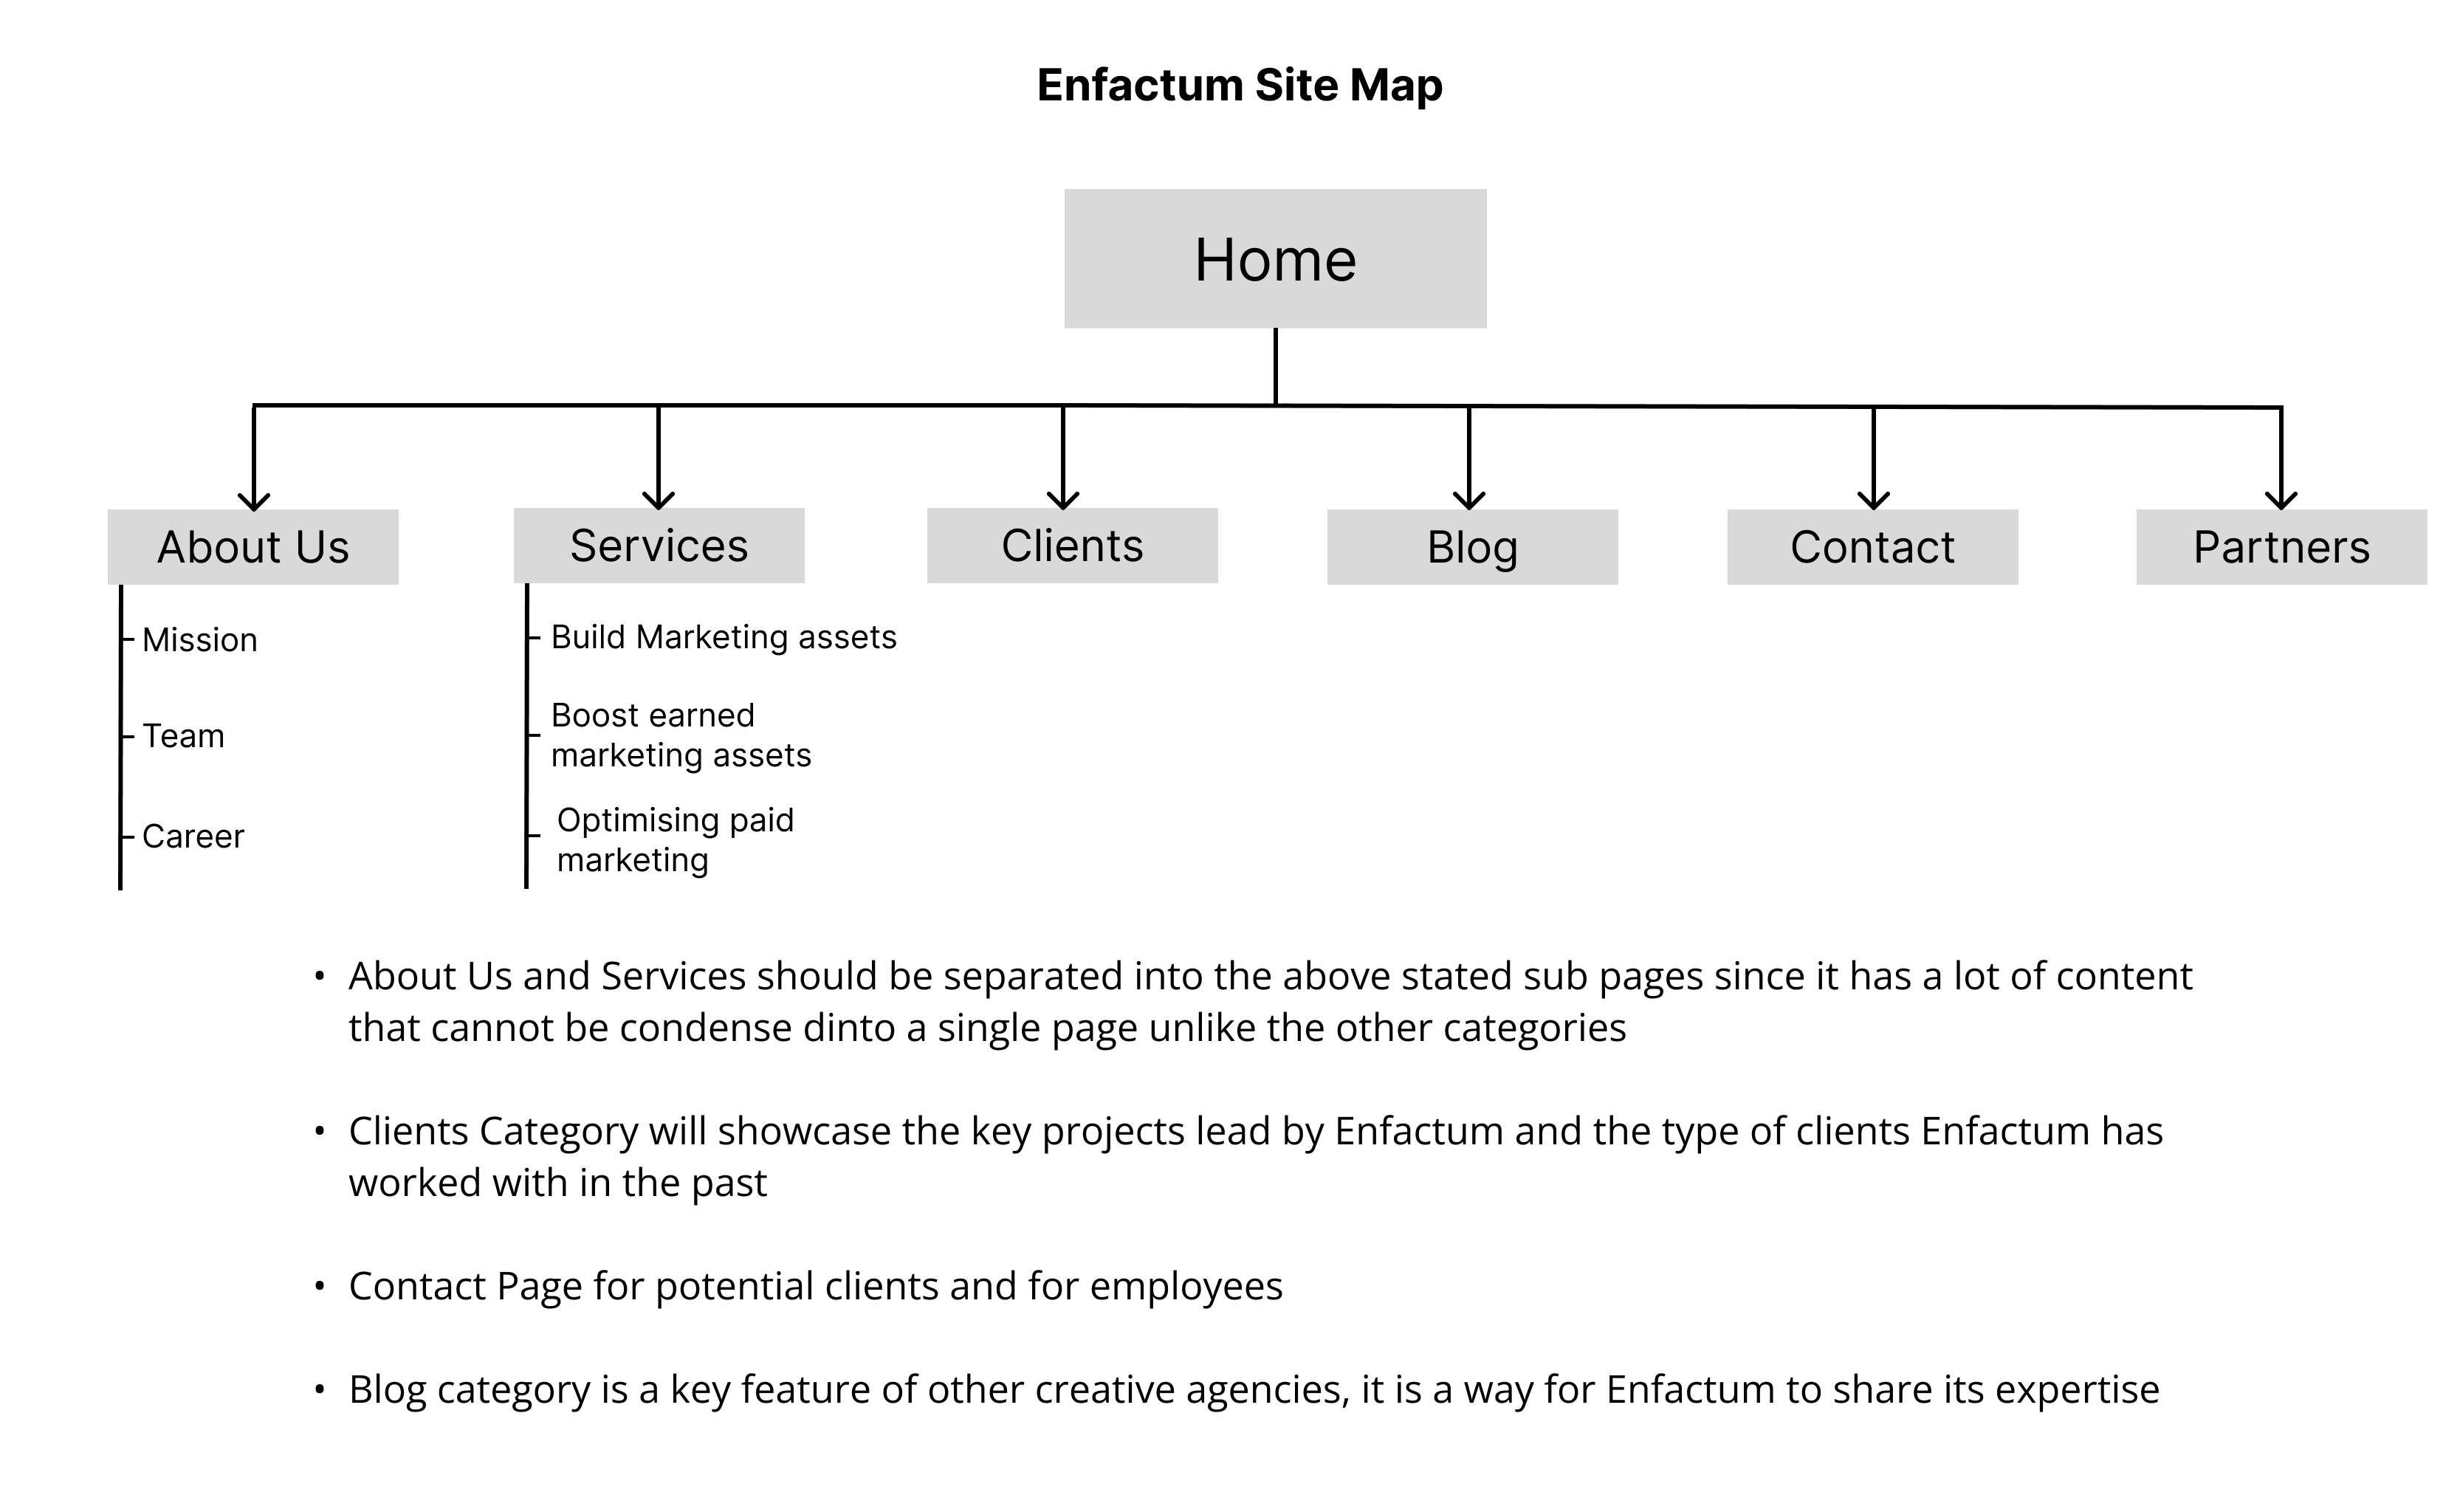 Enfactum Site Map
Home
About Us
Services
Clients
Blog
Contact
Partners
Mission
Team
Career
Build Marketing assets
Boost earned
marketing assets
Optimising paid
marketing
• About Us and Services should be separated into the above stated sub pages since it has a lot of content
that cannot be condense dinto a single page unlike the other categories
• Clients Category will showcase the key projects lead by Enfactum and the type of clients Enfactum has
worked with in the past
• Contact Page for potential clients and for employees
• Blog category is a key feature of other creative agencies, it is a way for Enfactum to share its expertise